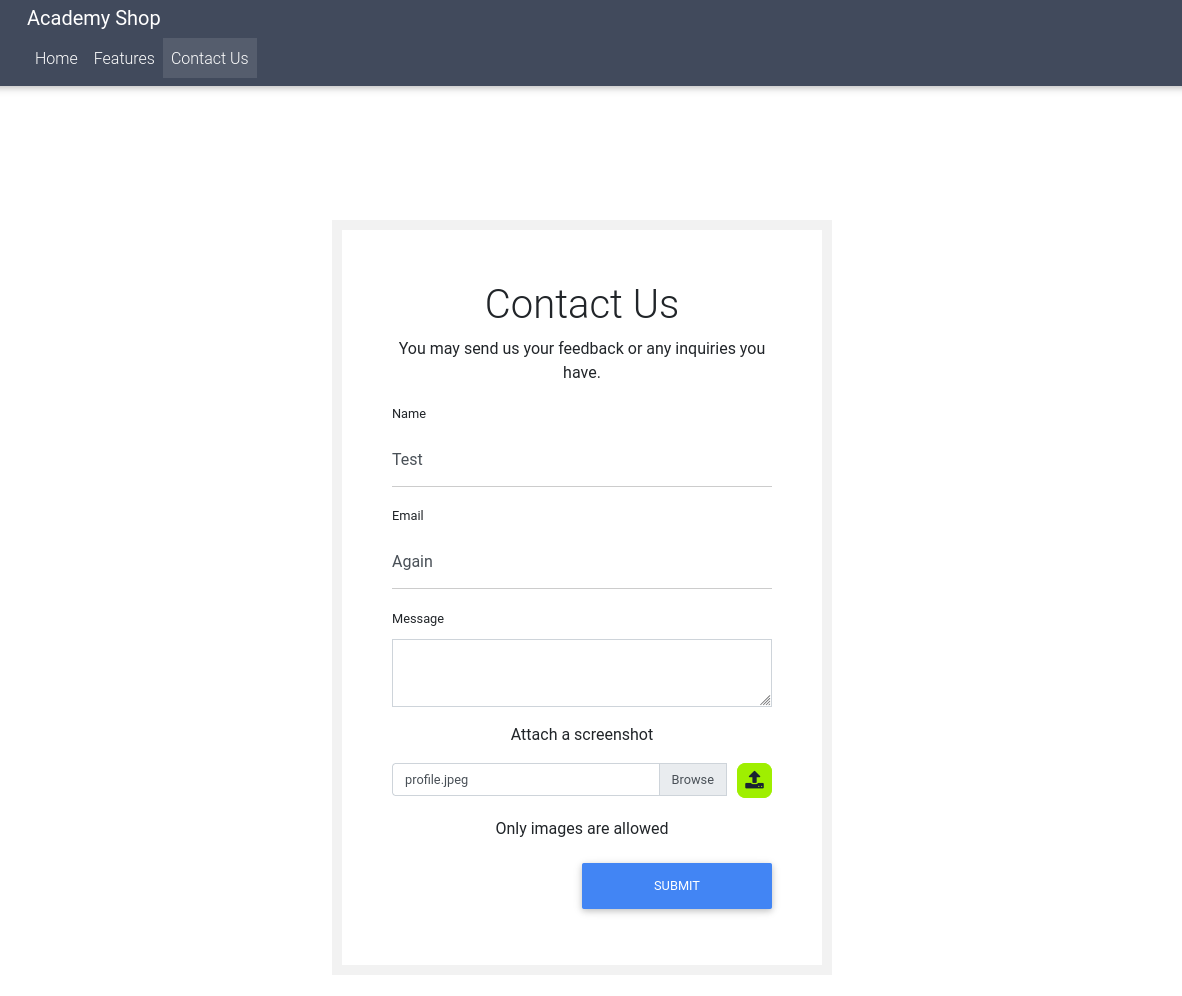 Academy Shop
Home Features Contact Us
Contact Us
You may send us your feedback or any inquiries you
have.
Name
Test
Email
Again
Message
Attach a screenshot
profile.jpeg Browse
Only images are allowed
SUBMIT